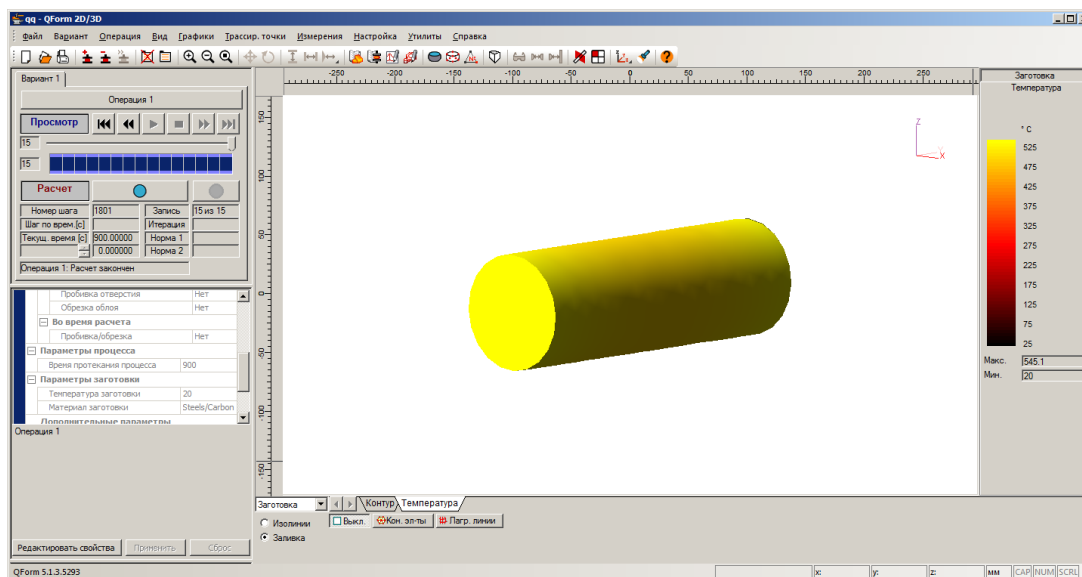 qq - QForm 2D/3D
Файл Вариант Операция Вид Графики Трассир. точки Измерения Настройка Утилиты Справка
Вариант 1
Операция 1
Просмотр
15
15
Расчет
Номер шага 1801 Запись 15 из 15
Шаг по врем.[с] Итерация
Текущ. время [с] 900.00000 Норма 1
0.000000 Норма 2
Операция 1: Расчет закончен
Пробивка отверстия Нет
Обрезка облоя Нет
Во время расчета
Пробивка/обрезка Нет
Параметры процесса
Время протекания процесса 900
Параметры заготовки
Температура заготовки 20
Материал заготовки Steels/Carbon
Дополнительные параметры
Операция 1
Редактировать свойства Применить Сброс
-250 -200 -150 -100 -50 0 50 100 150 200 250
150
100
50
0
-50
-100
-150
Z
Y
X
Заготовка
Температура
° C
525
475
425
375
325
275
225
175
125
75
25
Макс. 545.1
Мин. 20
Заготовка Контур Температура
Изолинии Выкл. Кон. эл-ты Лагр. линии
Заливка
QForm 5.1.3.5293 x: y: z: мм CAP NUM SCRL